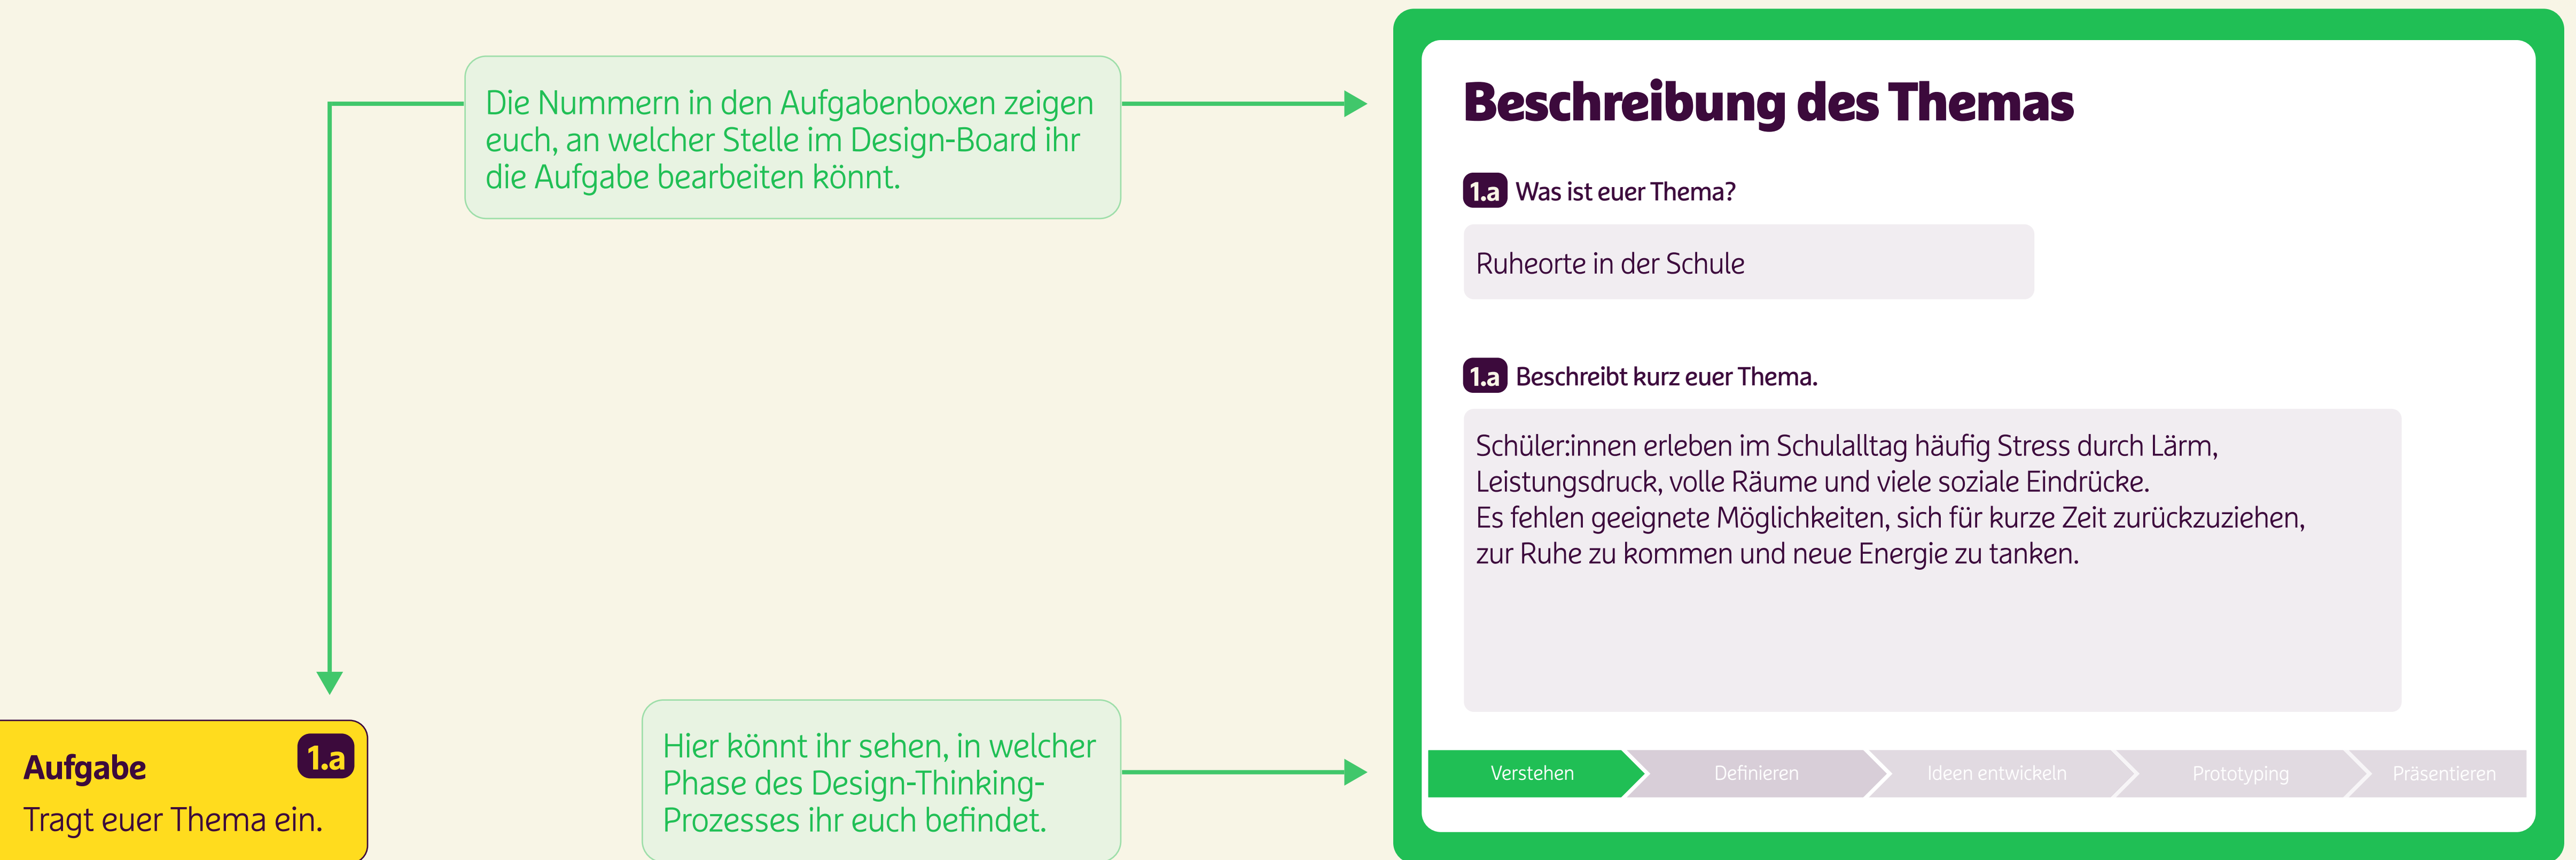 Die Nummern in den Aufgabenboxen zeigen
euch, an welcher Stelle im Design-Board ihr
die Aufgabe bearbeiten könnt.
Aufgabe
1.a
Tragt euer Thema ein.
Hier könnt ihr sehen, in welcher
Phase des Design-Thinking-
Prozesses ihr euch befindet.
Beschreibung des Themas
1.a Was ist euer Thema?
Ruheorte in der Schule
1.a Beschreibt kurz euer Thema.
Schüler:innen erleben im Schulalltag häufig Stress durch Lärm,
Leistungsdruck, volle Räume und viele soziale Eindrücke.
Es fehlen geeignete Möglichkeiten, sich für kurze Zeit zurückzuziehen,
zur Ruhe zu kommen und neue Energie zu tanken.
Verstehen Definieren Ideen entwickeln Prototyping Präsentieren